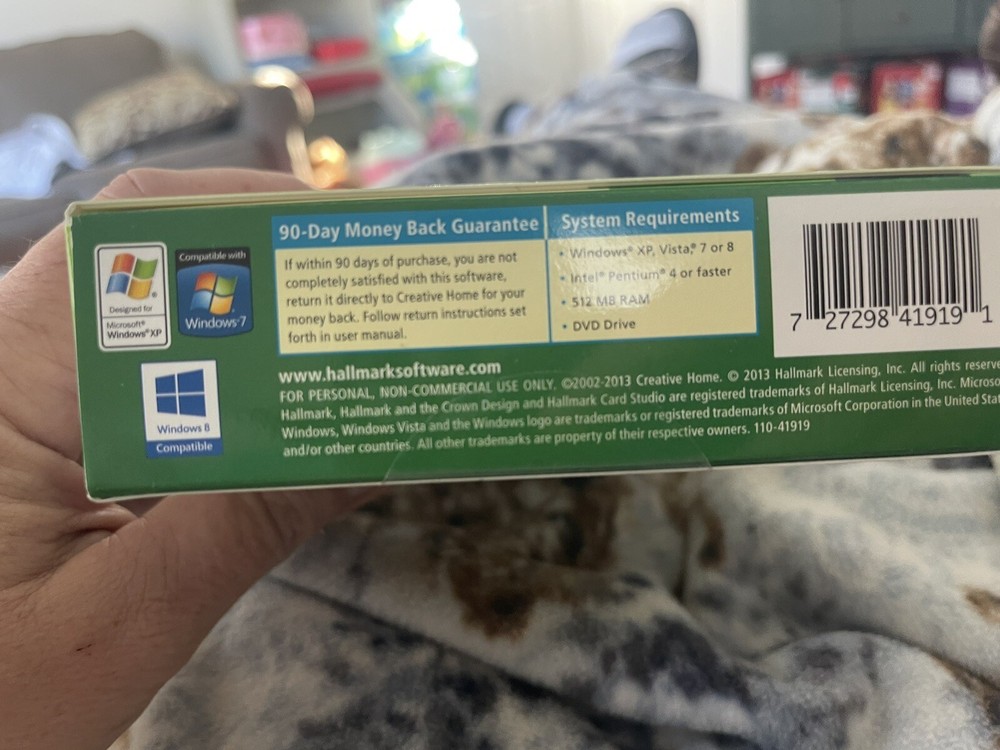 Designed for
Microsoft®
Windows®XP
Compatible with
Windows®7
Windows 8
Compatible
90-Day Money Back Guarantee
If within 90 days of purchase, you are not
completely satisfied with this software,
return it directly to Creative Home for your
money back. Follow return instructions set
forth in user manual.
System Requirements
• Windows® XP, Vista,® 7 or 8
• Intel® Pentium® 4 or faster
• 512 MB RAM
• DVD Drive
7 27298 41919 1
www.hallmarksoftware.com
FOR PERSONAL, NON-COMMERCIAL USE ONLY. ©2002-2013 Creative Home. © 2013 Hallmark Licensing, Inc. All rights reserve
Hallmark, Hallmark and the Crown Design and Hallmark Card Studio are registered trademarks of Hallmark Licensing, Inc. Microso
Windows, Windows Vista and the Windows logo are trademarks or registered trademarks of Microsoft Corporation in the United Stat
and/or other countries. All other trademarks are property of their respective owners. 110-41919